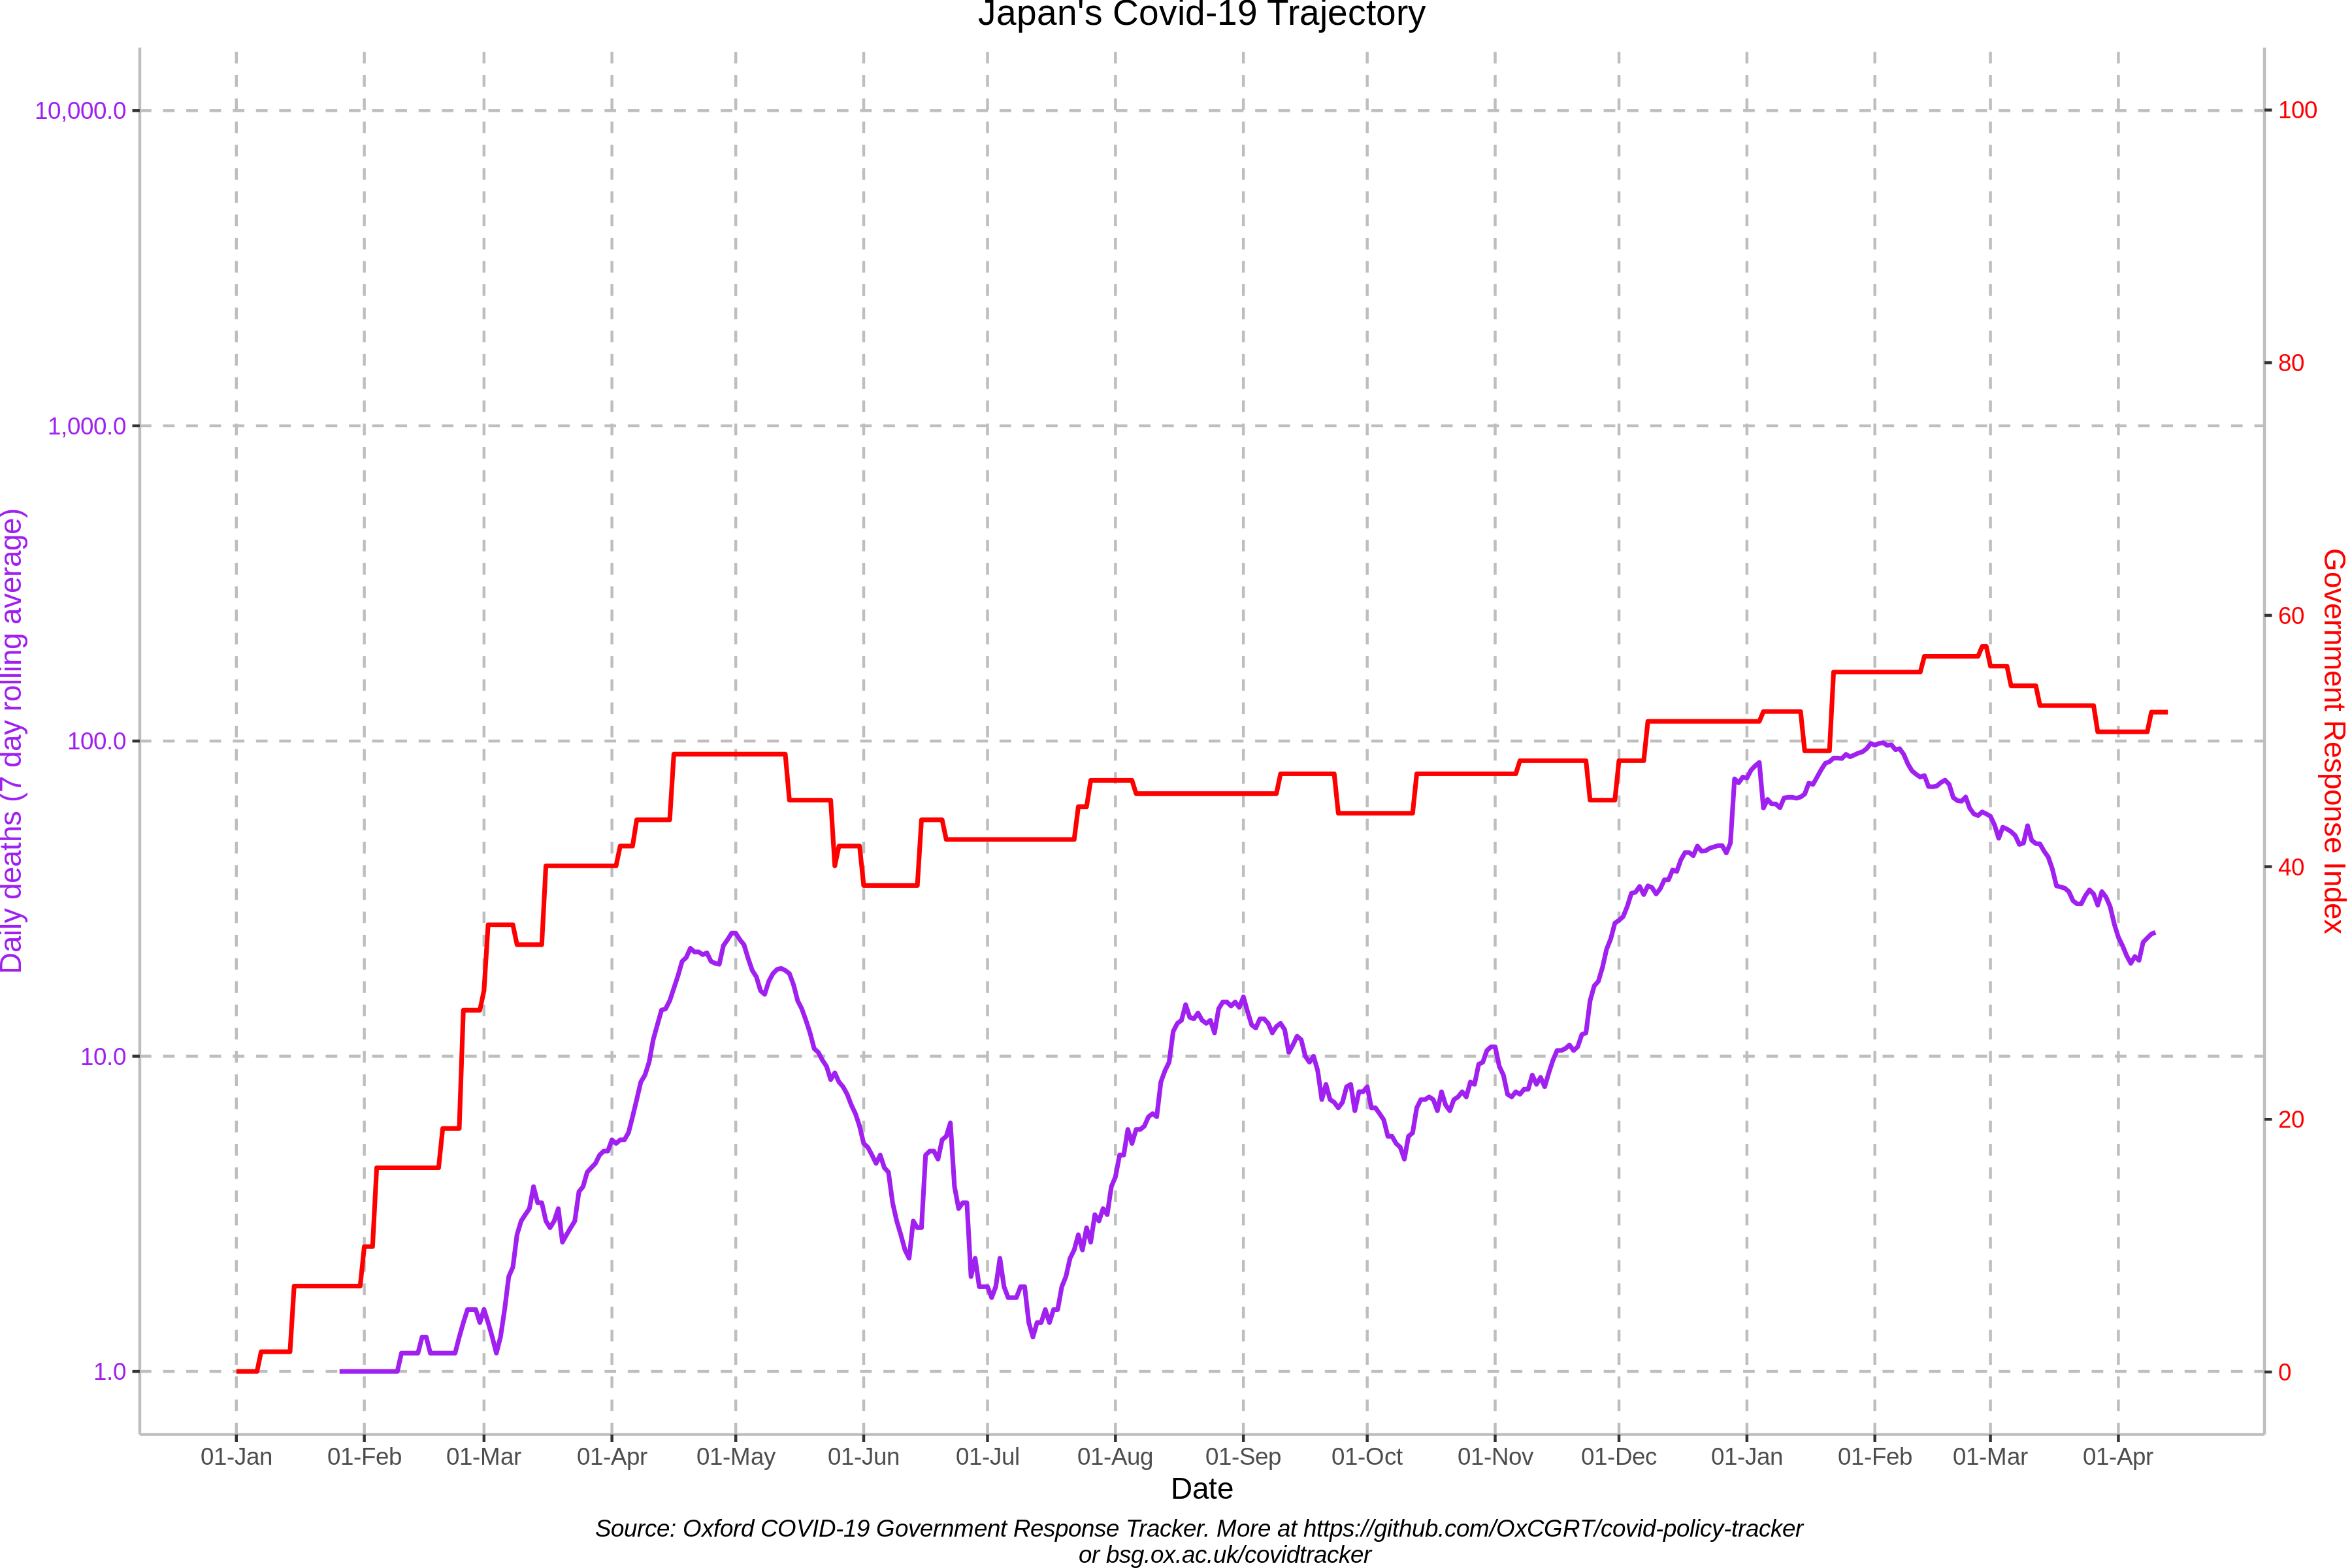 Japan's Covid-19 Trajectory
10,000.0
1,000.0
100.0
10.0
1.0
Daily deaths (7 day rolling average)
100
80
60
40
20
0
Government Response Index
01-Jan 01-Feb 01-Mar 01-Apr 01-May 01-Jun 01-Jul 01-Aug 01-Sep 01-Oct 01-Nov 01-Dec 01-Jan 01-Feb 01-Mar 01-Apr
Date
Source: Oxford COVID-19 Government Response Tracker. More at https://github.com/OxCGRT/covid-policy-tracker
or bsg.ox.ac.uk/covidtracker